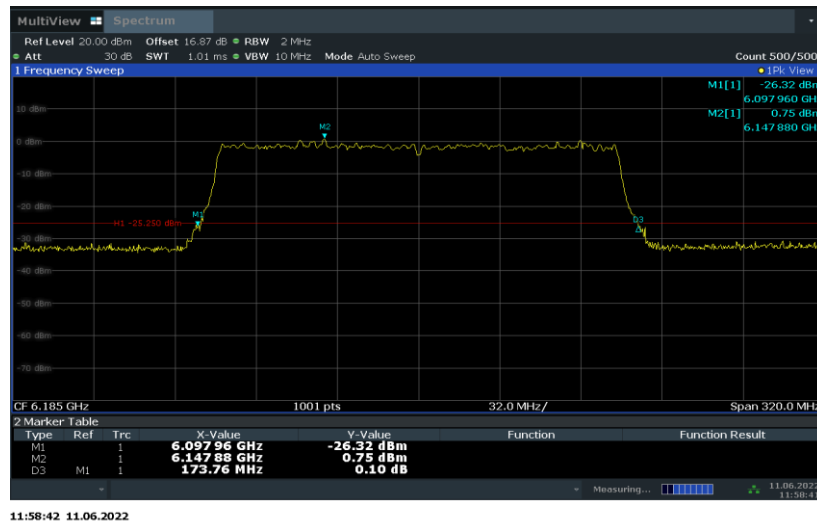 MultiView Spectrum
Ref Level 20.00 dBm Offset 16.87 dB RBW 2 MHz
Att 30 dB SWT 1.01 ms VBW 10 MHz Mode Auto Sweep Count 500/500
1 Frequency Sweep 1Pk View
M1[1] -26.32 dBm
6.097 960 GH
10 dBm
M2[1] 0.75 dBm
6.147 880 GH
M2
0 dBm
-10 dBm
-20 dBm
M1
D3
H1 -25.250 dBm
-30 dBm
-40 dBm
-50 dBm
-60 dBm
-70 dBm
CF 6.185 GHz 1001 pts 32.0 MHz/ Span 320.0 MHz
2 Marker Table
Type Ref Trc X-Value Y-Value Function Function Result
M1 1 6.097 96 GHz -26.32 dBm
M2 1 6.147 88 GHz 0.75 dBm
D3 M1 1 173.76 MHz 0.10 dB
Measuring... 11.06.2022
11:58:41
11:58:42 11.06.2022